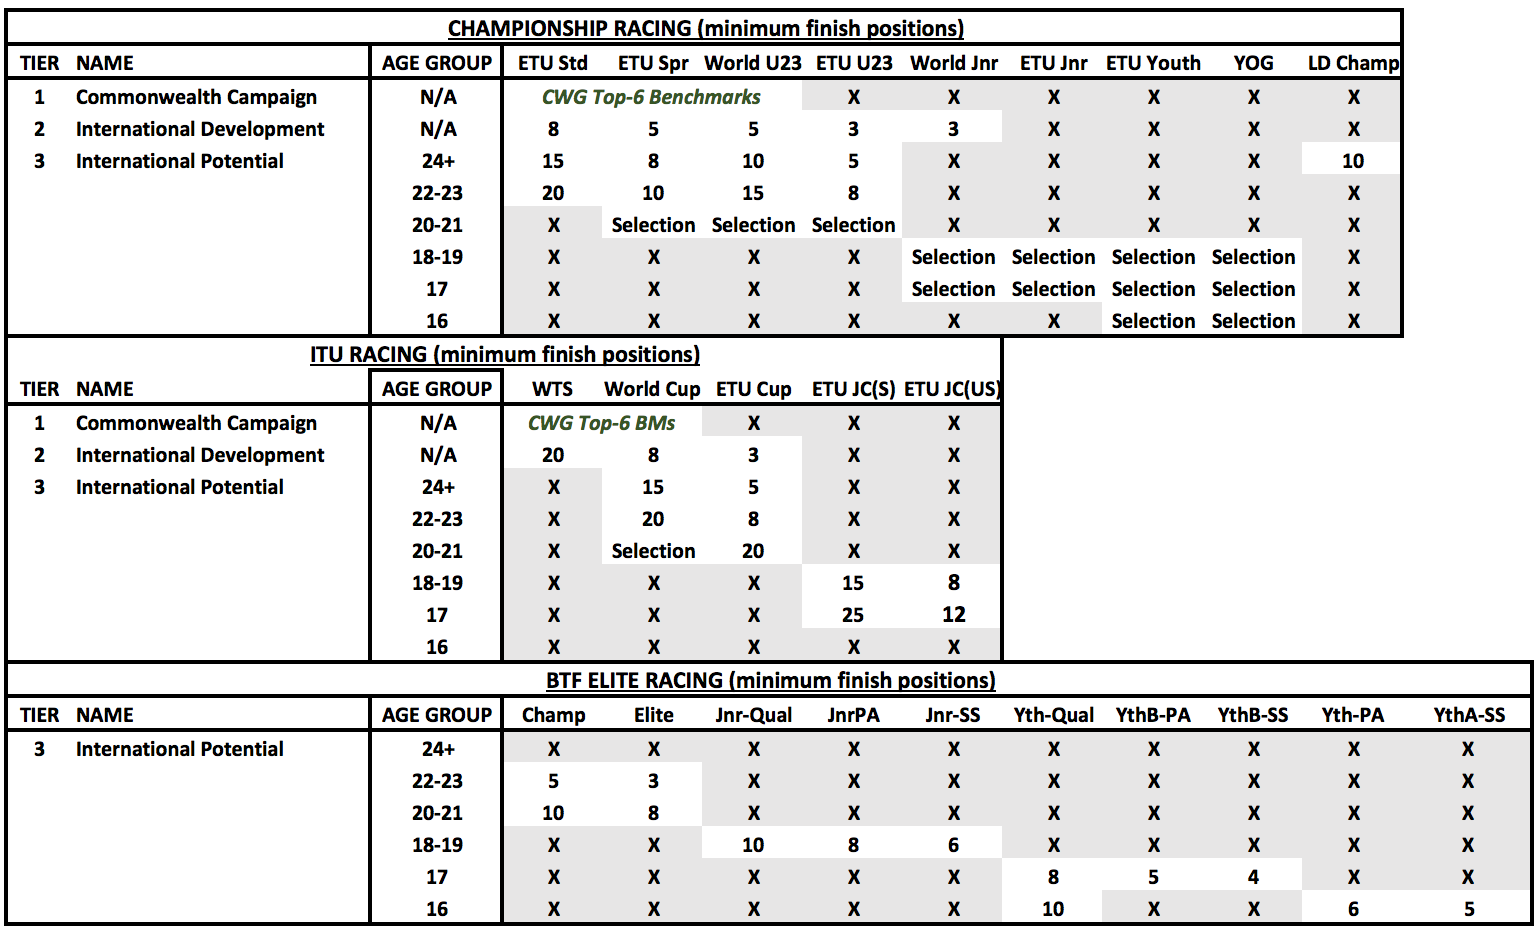 CHAMPIONSHIP RACING (minimum finish positions)
TIER NAME AGE GROUP ETU Std ETU Spr World U23 ETU U23 World Jnr ETU Jnr ETU Youth YOG LD Champ
1 Commonwealth Campaign N/A CWG Top-6 Benchmarks X X X X X X
2 International Development N/A 8 5 5 3 3 X X X X
3 International Potential 24+ 15 8 10 5 X X X X 10
22-23 20 10 15 8 X X X X X
20-21 X Selection Selection Selection X X X X X
18-19 X X X X Selection Selection Selection Selection X
17 X X X X Selection Selection Selection Selection X
16 X X X X X X Selection Selection X
ITU RACING (minimum finish positions)
TIER NAME AGE GROUP WTS World Cup ETU Cup ETU JC(S) ETU JC(US)
1 Commonwealth Campaign N/A CWG Top-6 BMs X X X
2 International Development N/A 20 8 3 X X
3 International Potential 24+ X 15 5 X X
22-23 X 20 8 X X
20-21 X Selection 20 X X
18-19 X X X 15 8
17 X X X 25 12
16 X X X X X
BTF ELITE RACING (minimum finish positions)
TIER NAME AGE GROUP Champ Elite Jnr-Qual JnrPA Jnr-SS Yth-Qual YthB-PA YthB-SS Yth-PA YthA-SS
3 International Potential 24+ X X X X X X X X X X
22-23 5 3 X X X X X X X X
20-21 10 8 X X X X X X X X
18-19 X X 10 8 6 X X X X X
17 X X X X X 8 5 4 X X
16 X X X X X 10 X X 6 5